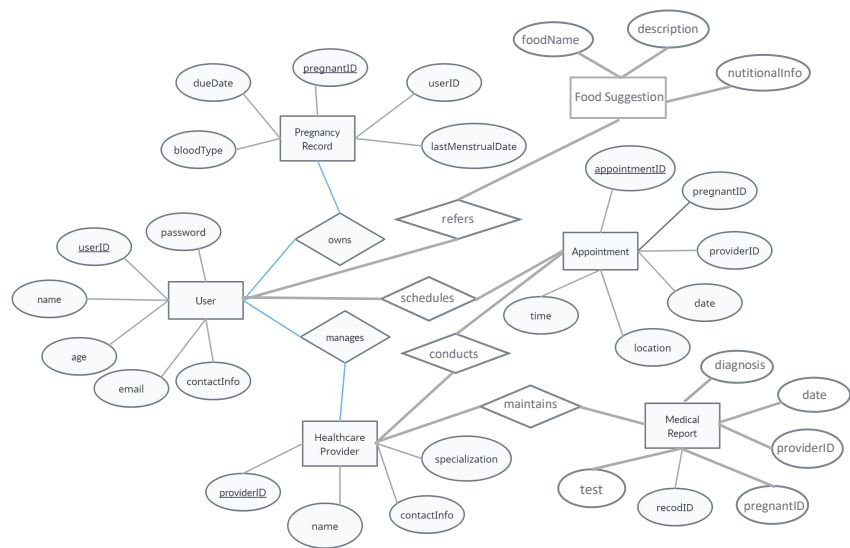 description
foodName
nutitionalInfo
Food Suggestion
pregnantID
dueDate
userID
Pregnancy
Record
bloodType
lastMenstrualDate
appointmentID
pregnantID
refers
Appointment
providerID
owns
password
userID
name
User
schedules
date
time
location
manages
conducts
age
email
contactInfo
diagnosis
date
maintains
Medical
Report
providerID
Healthcare
Provider
specialization
providerID
name
contactInfo
test
recodID
pregnantID